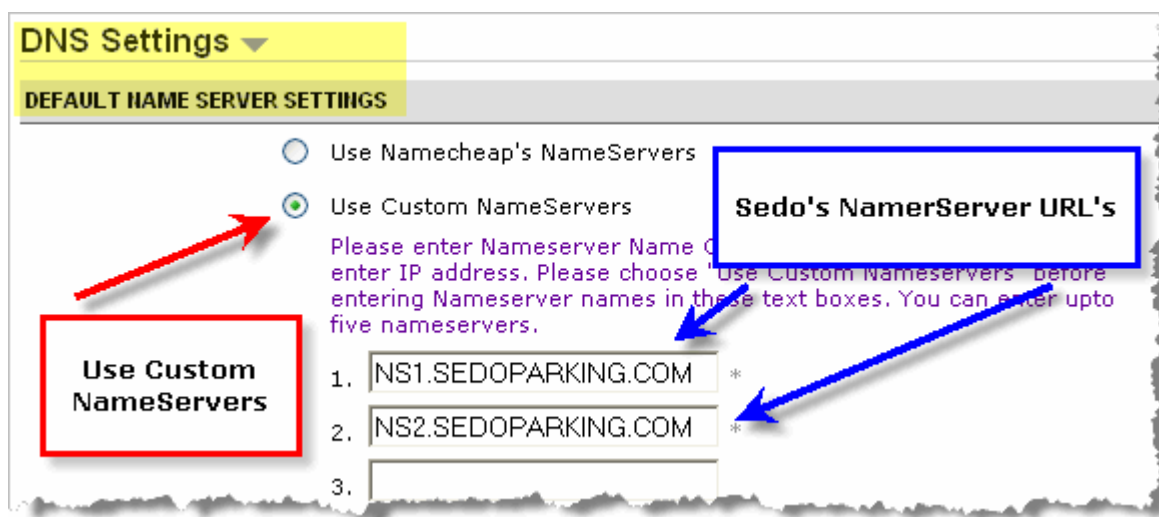 DNS Settings
DEFAULT NAME SERVER SETTINGS
Use Namecheap's NameServers
Use Custom NameServers
Please enter Nameserver Name
enter IP address. Please choose "Use Custom Nameservers" before
entering Nameserver names in these text boxes. You can enter upto
five nameservers.
1. NS1.SEDOPARKING.COM *
2. NS2.SEDOPARKING.COM *
3.
Sedo's NamerServer URL's
Use Custom
NameServers